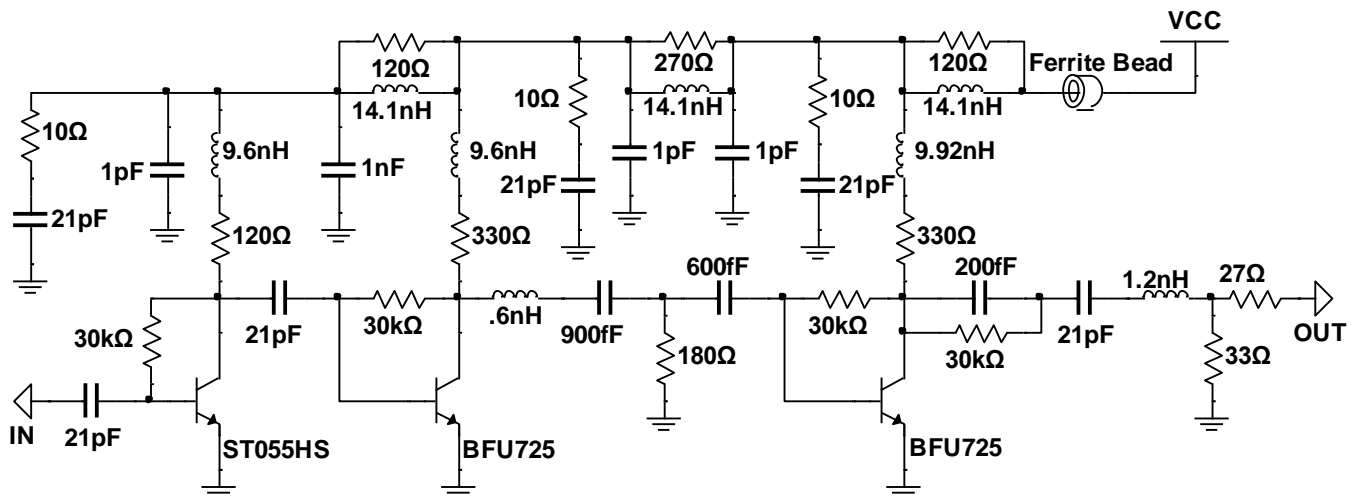 VCC
120Ω
270Ω
120Ω
Ferrite Bead
14.1nH
14.1nH
14.1nH
10Ω
10Ω
10Ω
9.6nH
9.6nH
9.92nH
1pF
1nF
1pF
1pF
21pF
21pF
21pF
120Ω
330Ω
330Ω
600fF
200fF
1.2nH
27Ω
30kΩ
21pF
30kΩ
.6nH
900fF
30kΩ
30kΩ
21pF
OUT
180Ω
33Ω
IN
21pF
ST055HS
BFU725
BFU725